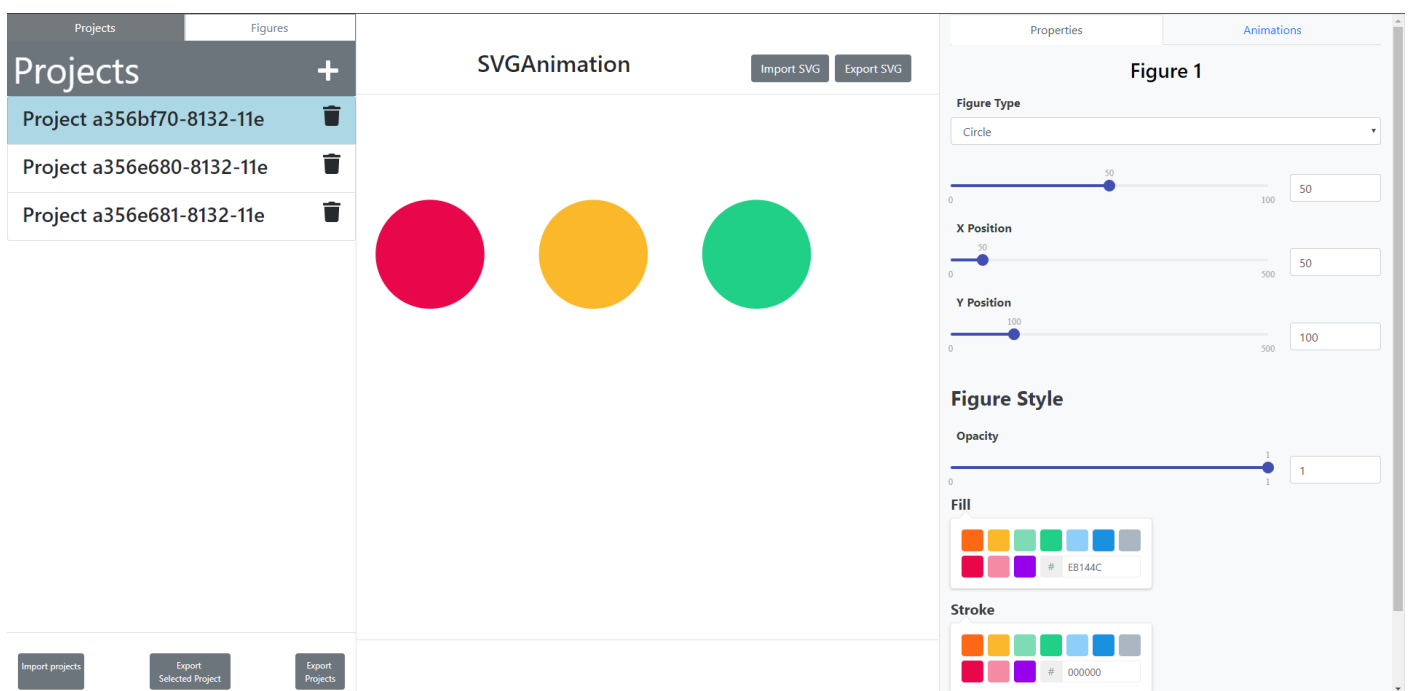 Projects
Figures
Projects
+
Project a356bf70-8132-11e
Project a356e680-8132-11e
Project a356e681-8132-11e
Import projects
Export
Selected Project
Export
Projects
SVGAnimation
Import SVG
Export SVG
Properties
Animations
Figure 1
Figure Type
Circle
50
0
100
50
X Position
50
0
500
50
Y Position
100
0
500
100
Figure Style
Opacity
1
0
1
1
Fill
# EB144C
Stroke
# 000000